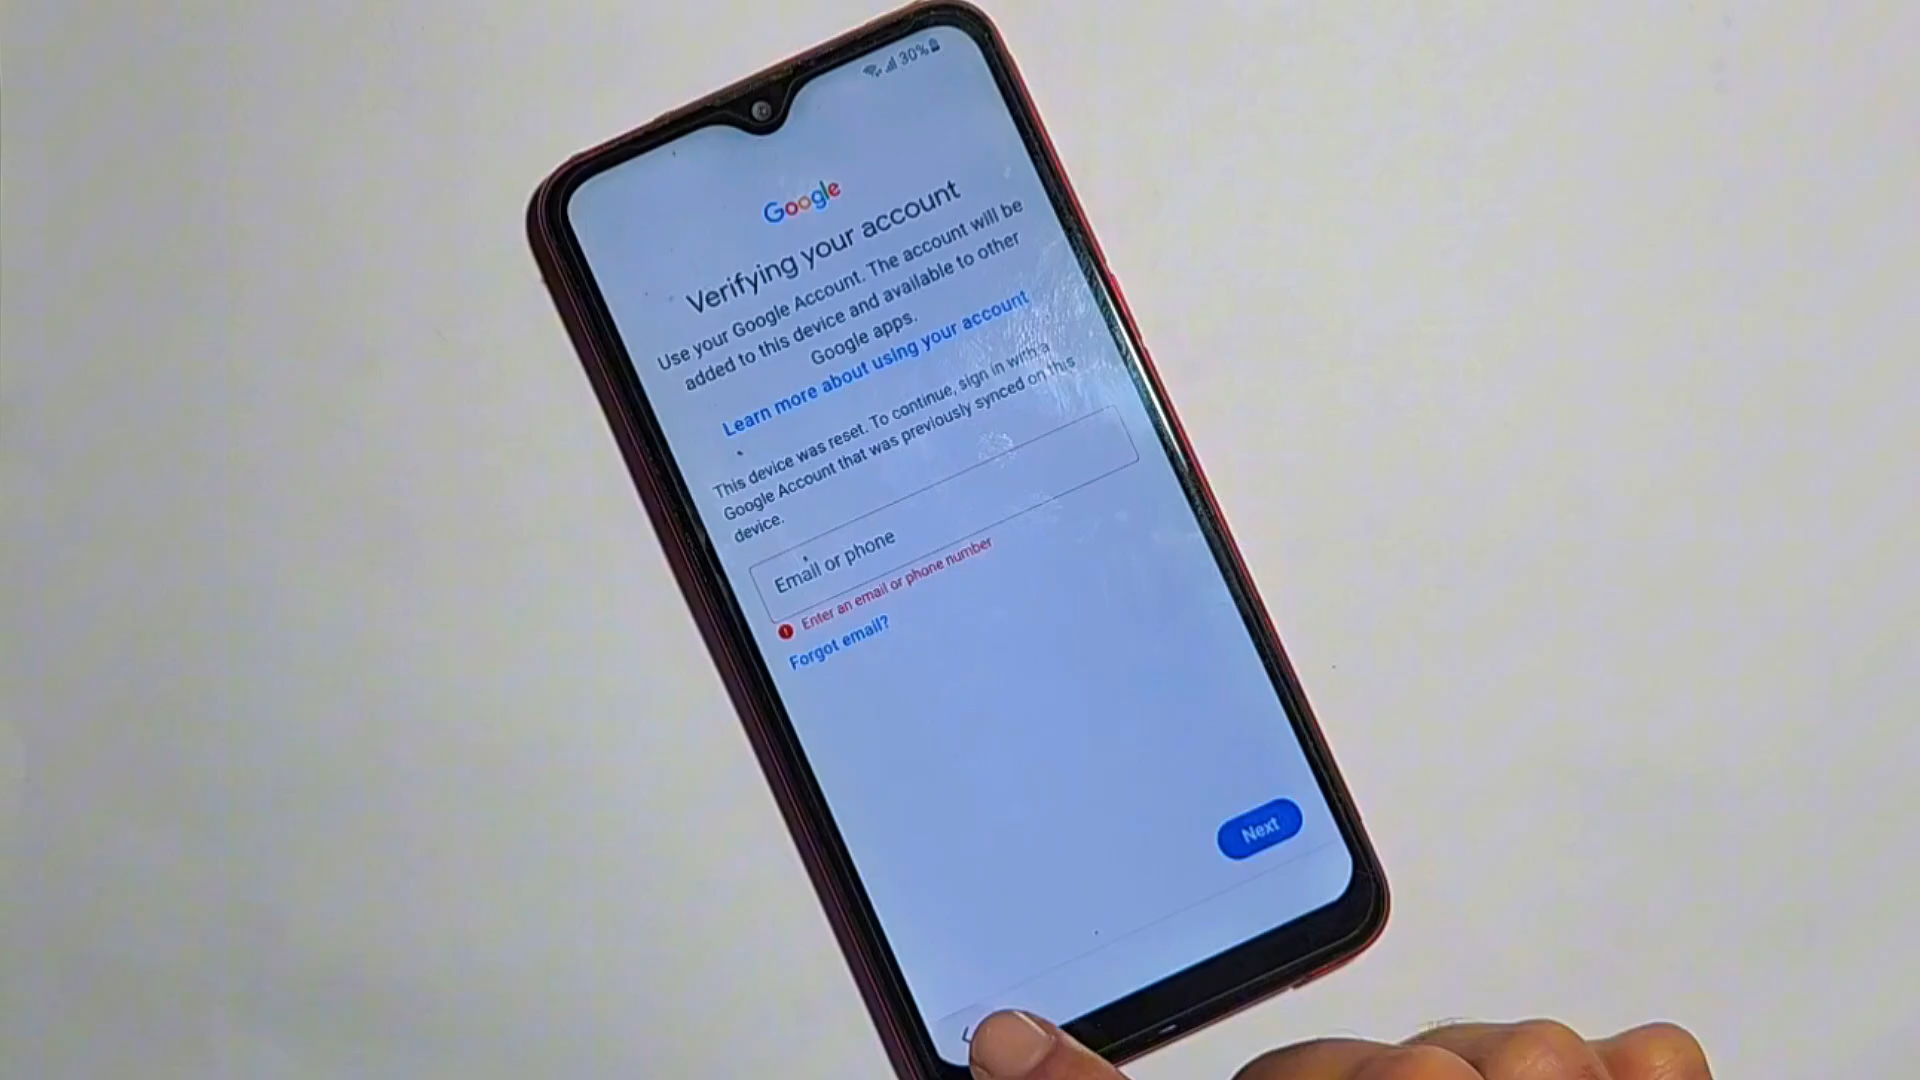 30%
Google
Verifying your account
Use your Google Account. The account will be
added to this device and available to other
Google apps.
Learn more about using your account
This device was reset. To continue, sign in with a
Google Account that was previously synced on this
device.
Email or phone
Enter an email or phone number
Forgot email?
Next